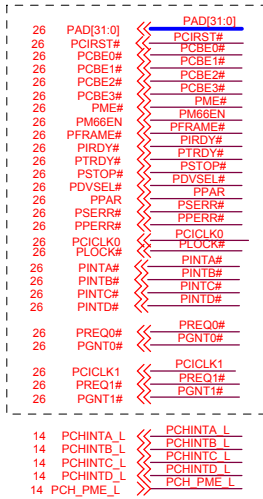 26 PAD[31:0] PAD[31:0]
26 PCIRST# PCIRST#
26 PCBE0# PCBE0#
26 PCBE1# PCBE1#
26 PCBE2# PCBE2#
26 PCBE3# PCBE3#
26 PME# PME#
26 PM66EN PM66EN
26 PFRAME# PFRAME#
26 PIRDY# PIRDY#
26 PTRDY# PTRDY#
26 PSTOP# PSTOP#
26 PDVSEL# PDVSEL#
26 PPAR PPAR
26 PSERR# PSERR#
26 PPERR# PPERR#
26 PCICLK0 PCICLK0
26 PLOCK# PLOCK#
26 PINTA# PINTA#
26 PINTB# PINTB#
26 PINTC# PINTC#
26 PINTD# PINTD#
26 PREQ0# PREQ0#
26 PGNT0# PGNT0#
26 PCICLK1 PCICLK1
26 PREQ1# PREQ1#
26 PGNT1# PGNT1#
14 PCHINTA_L PCHINTA_L
14 PCHINTB_L PCHINTB_L
14 PCHINTC_L PCHINTC_L
14 PCHINTD_L PCHINTD_L
14 PCH_PME_L PCH_PME_L